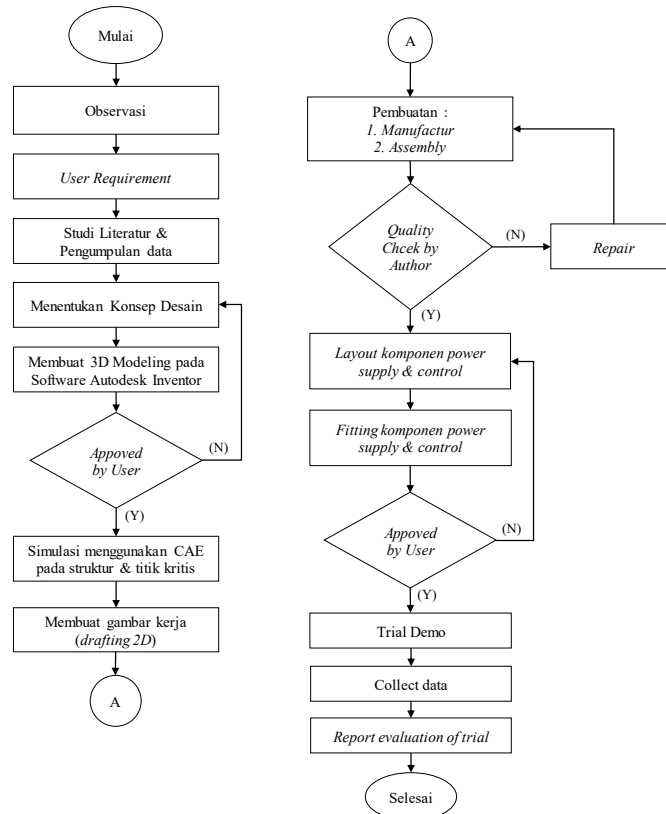 Mulai
Observasi
User Requirement
Studi Literatur &
Pengumpulan data
Menentukan Konsep Desain
Membuat 3D Modeling pada
Software Autodesk Inventor
Appoved
by User
(N)
(Y)
Simulasi menggunakan CAE
pada struktur & titik kritis
Membuat gambar kerja
(drafting 2D)
A
A
Pembuatan :
1. Manufactur
2. Assembly
Quality
Chcek by
Author
(N)
Repair
(Y)
Layout komponen power
supply & control
Fitting komponen power
supply & control
Appoved
by User
(N)
(Y)
Trial Demo
Collect data
Report evaluation of trial
Selesai